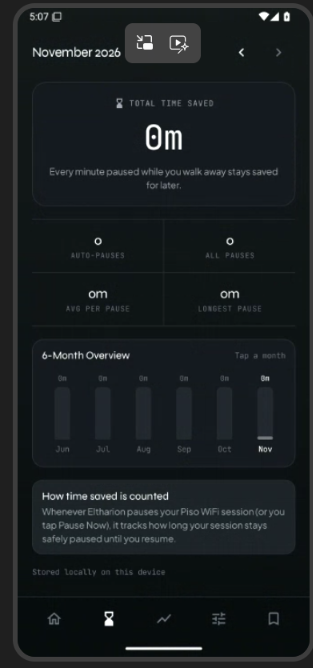 5:07
November 2026
TOTAL TIME SAVED
0m
Every minute paused while you walk away stays saved
for later.
0 0
AUTO-PAUSES ALL PAUSES
0m 0m
AVG PER PAUSE LONGEST PAUSE
6-Month Overview Tap a month
0m 0m 0m 0m 0m 0m
Jun Jul Aug Sep Oct Nov
How time saved is counted
Whenever Eltharion pauses your Piso WiFi session (or you
tap Pause Now), it tracks how long your session stays
safely paused until you resume.
Stored locally on this device